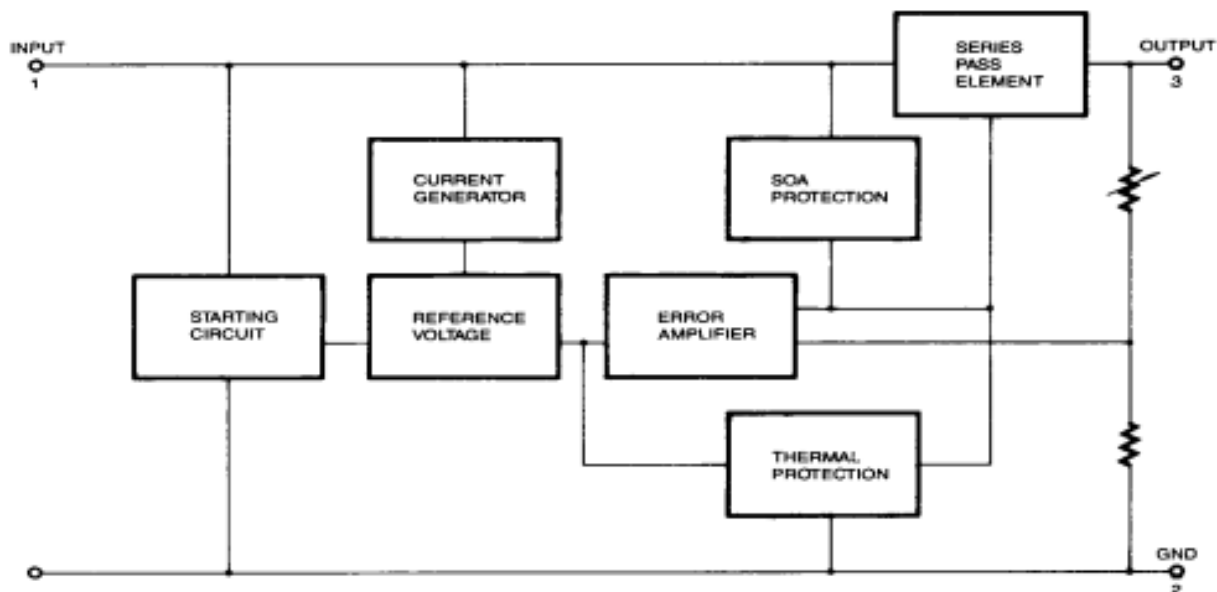 INPUT
1
SERIES
PASS
ELEMENT
OUTPUT
3
CURRENT
GENERATOR
SOA
PROTECTION
STARTING
CIRCUIT
REFERENCE
VOLTAGE
ERROR
AMPLIFIER
THERMAL
PROTECTION
GND
2